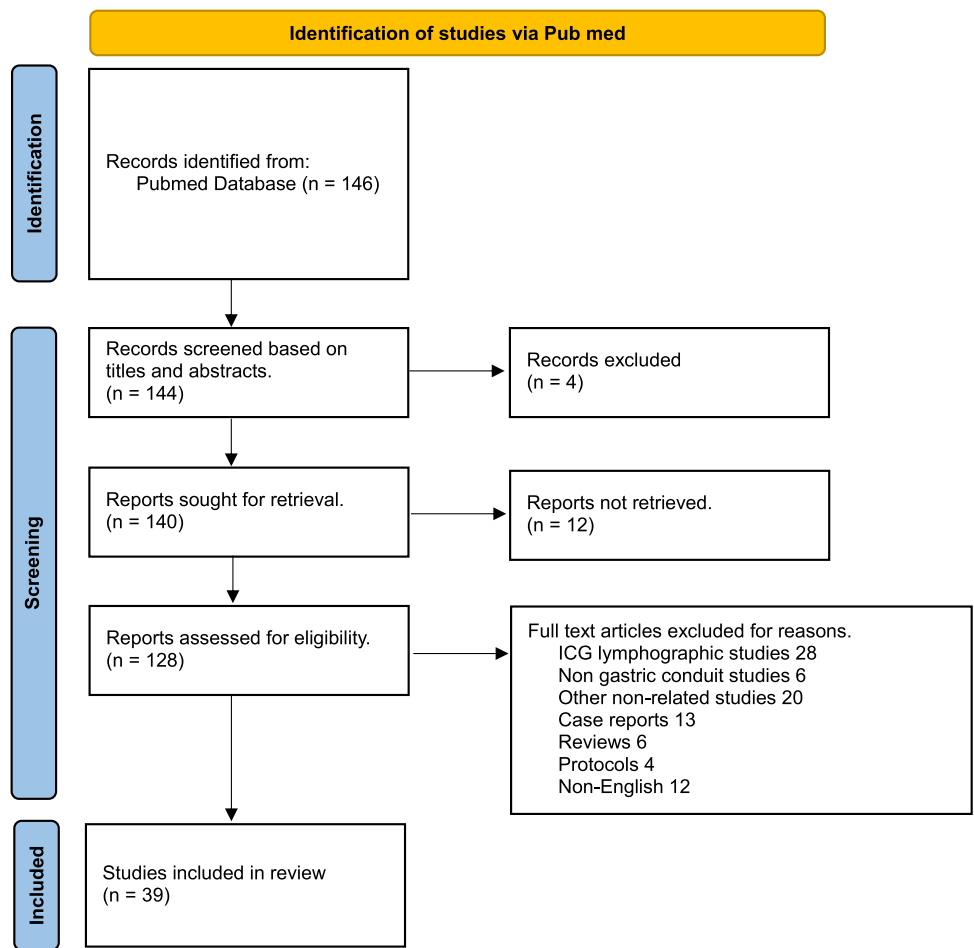 Identification of studies via Pub med
Identification
Records identified from:
Pubmed Database (n = 146)
Screening
Records screened based on
titles and abstracts.
(n = 144)
Records excluded
(n = 4)
Reports sought for retrieval.
(n = 140)
Reports not retrieved.
(n = 12)
Reports assessed for eligibility.
(n = 128)
Full text articles excluded for reasons.
ICG lymphographic studies 28
Non gastric conduit studies 6
Other non-related studies 20
Case reports 13
Reviews 6
Protocols 4
Non-English 12
Included
Studies included in review
(n = 39)